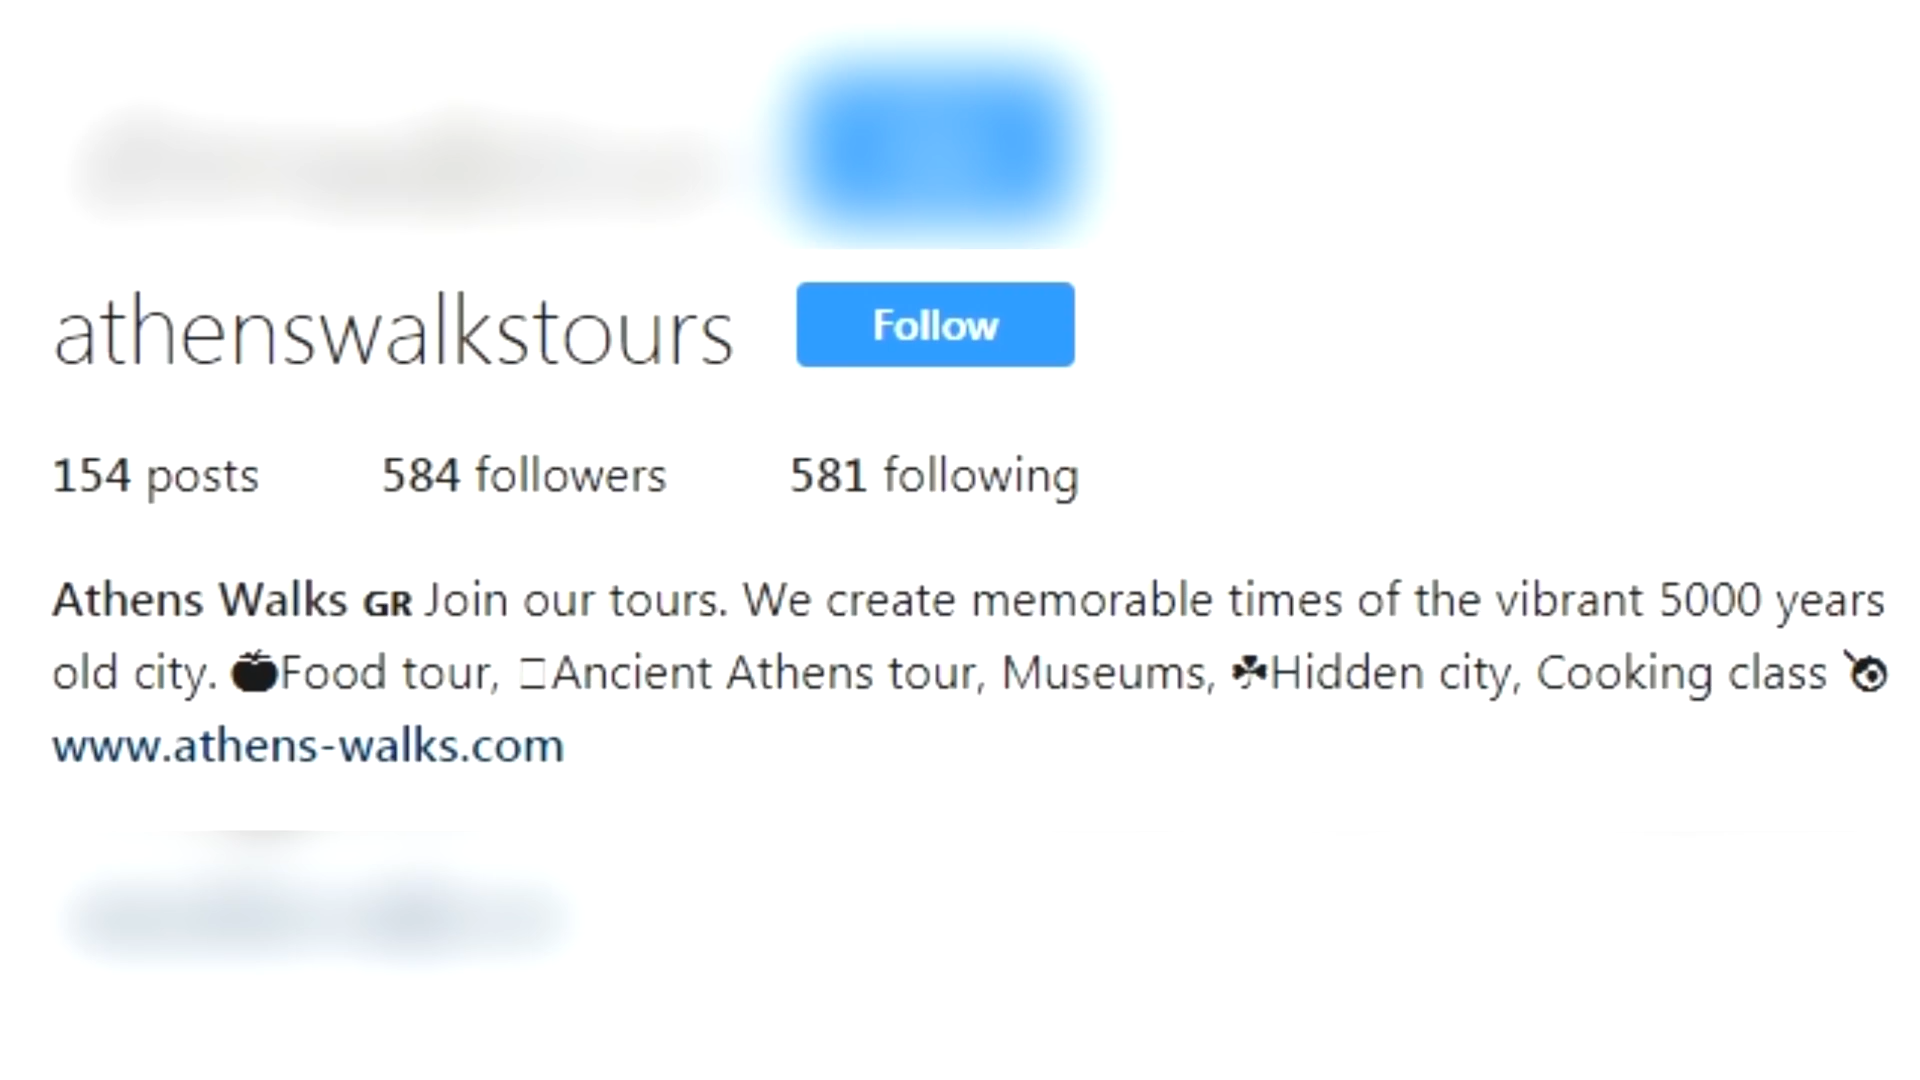 athenswalkstours Follow
154 posts 584 followers 581 following
Athens Walks GR Join our tours. We create memorable times of the vibrant 5000 years
old city. 🍅Food tour, □Ancient Athens tour, Museums, ☘Hidden city, Cooking class 🍳
www.athens-walks.com